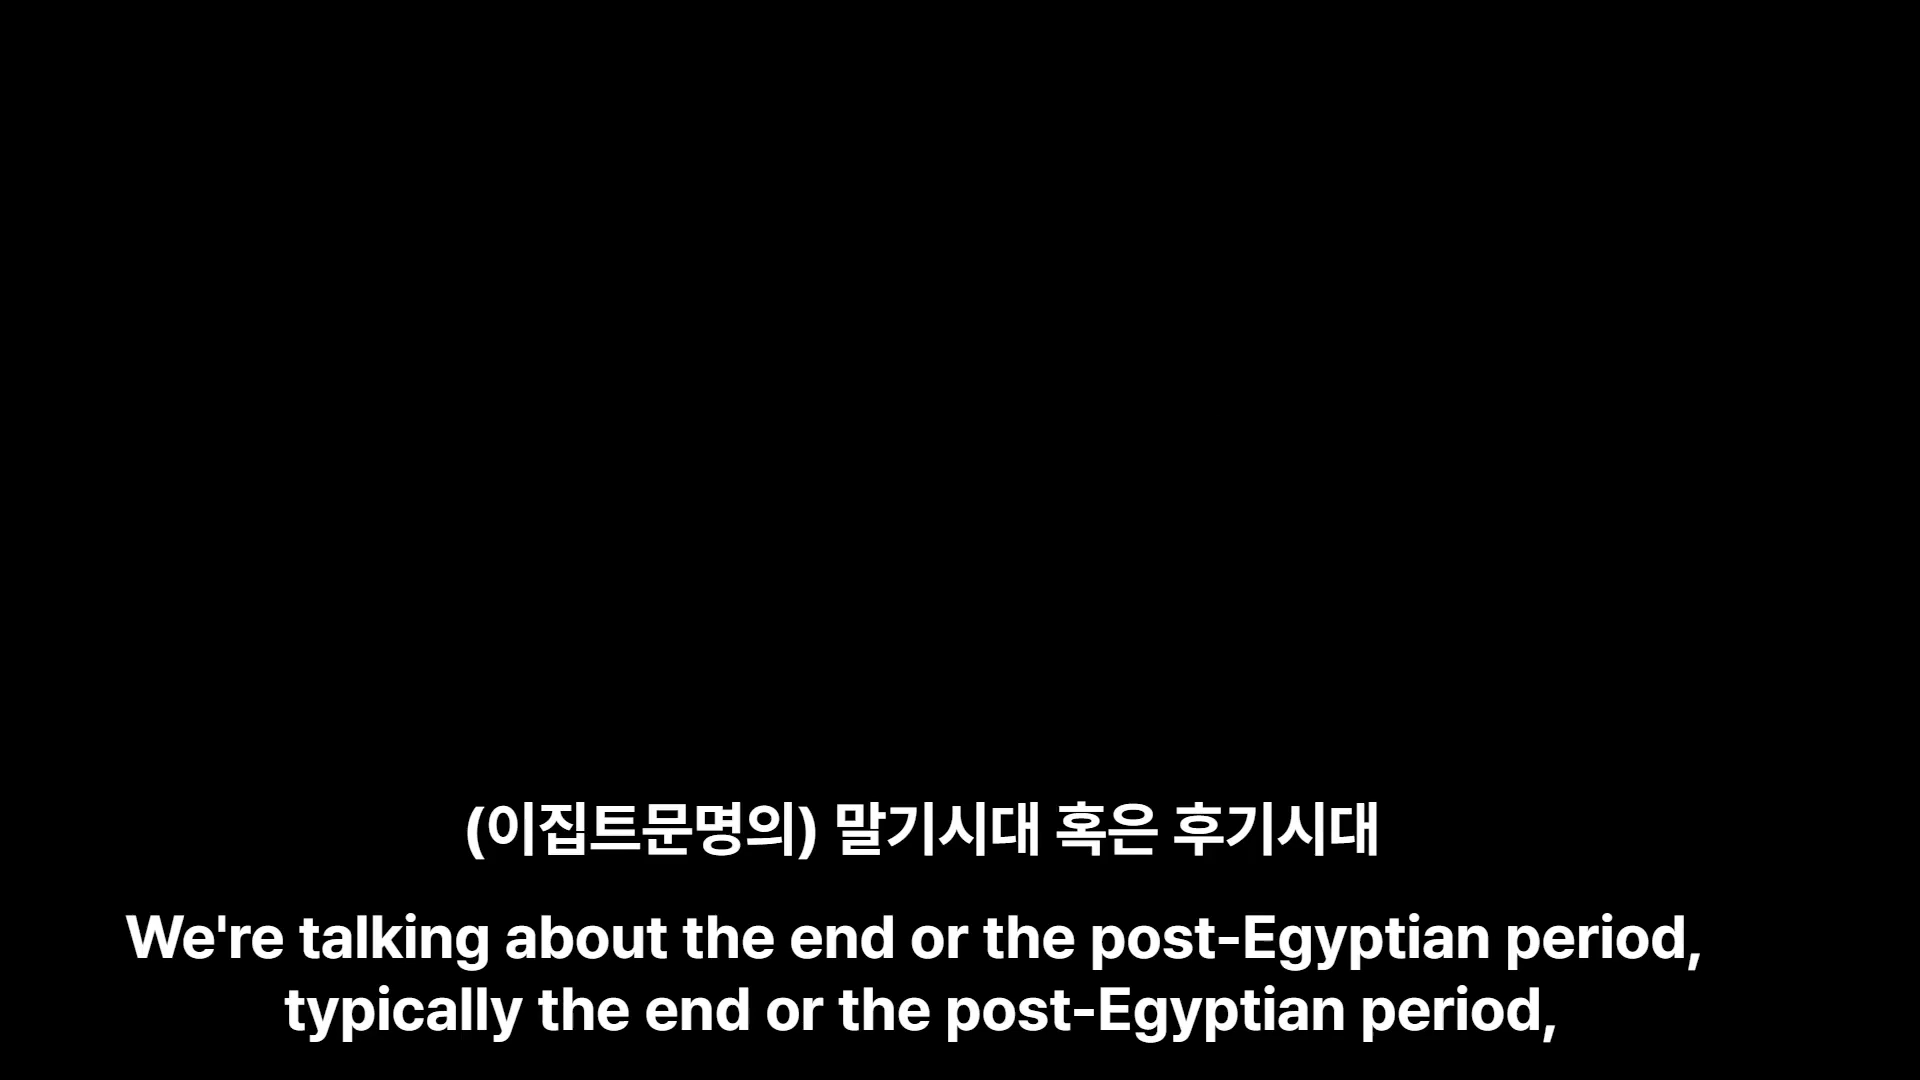 (이집트문명의) 말기시대 혹은 후기시대
We're talking about the end or the post-Egyptian period,
typically the end or the post-Egyptian period,